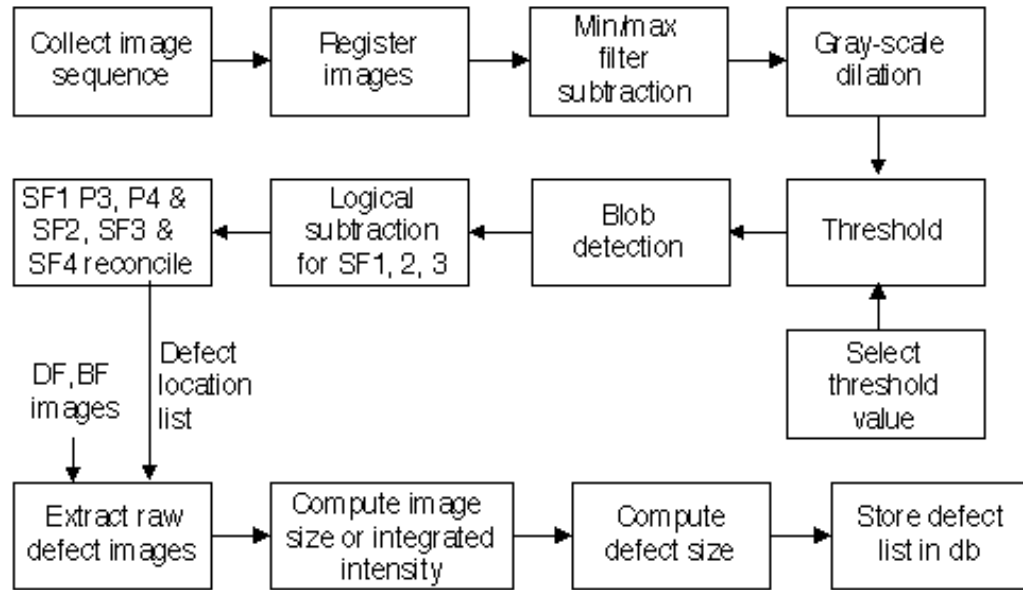 Collect image
sequence
Register
images
Min/max
filter
subtraction
Gray-scale
dilation
SF1 P3, P4 &
SF2, SF3 &
SF4 reconcile
Logical
subtraction
for SF1, 2, 3
Blob
detection
Threshold
Select
threshold
value
DF, BF
images
Defect
location
list
Extract raw
defect images
Compute image
size or integrated
intensity
Compute
defect size
Store defect
list in db